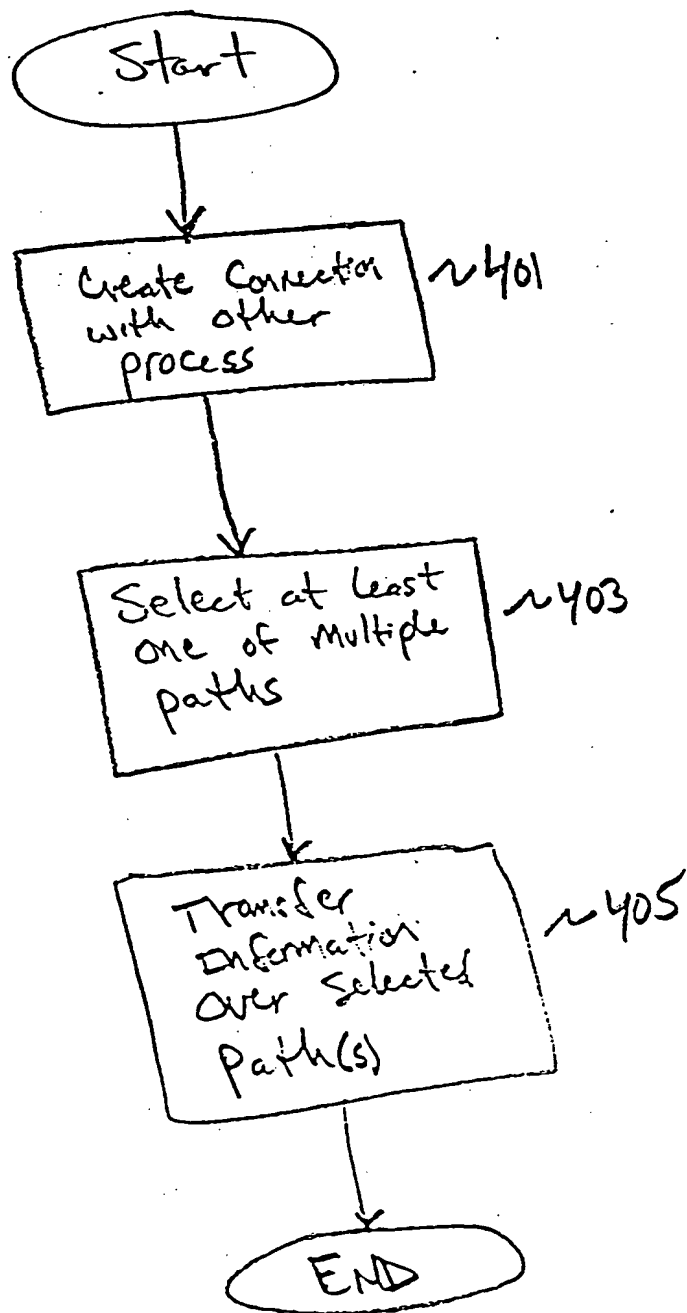 Start
Create Connection
with other
process
~401
Select at least
one of multiple
paths
~403
Transfer
Information
Over Selected
Path(s)
~405
END